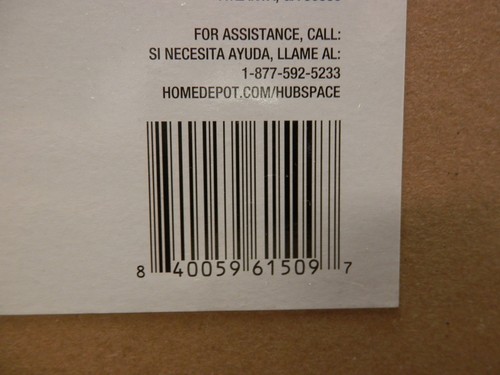 FOR ASSISTANCE, CALL:
SI NECESITA AYUDA, LLAME AL:
1-877-592-5233
HOMEDEPOT.COM/HUBSPACE
8 40059 61509 7